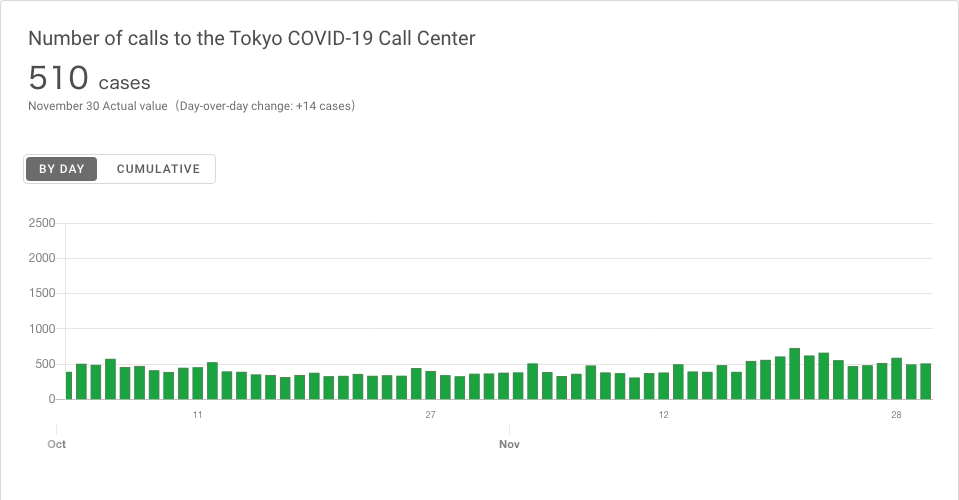 Number of calls to the Tokyo COVID-19 Call Center
510 cases
November 30 Actual value（Day-over-day change: +14 cases）
BY DAY CUMULATIVE
2500
2000
1500
1000
500
0
11 27 12 28
Oct Nov